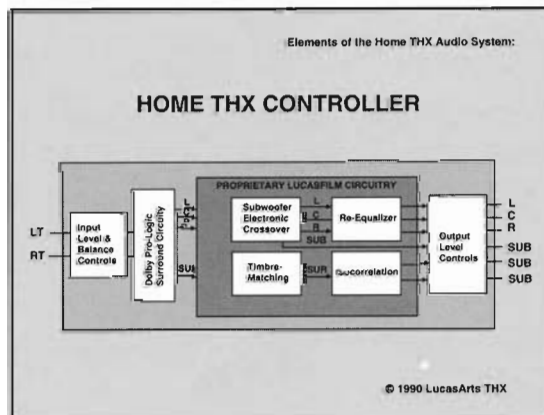 Elements of the Home THX Audio System:
HOME THX CONTROLLER
PROPRIETARY LUCASFILM CIRCUITRY
LT
RT
Input
Level &
Balance
Controls
Dolby Pro-Logic
Surround Circuitry
L
C
SUR
Subwoofer
Electronic
Crossover
L
C
R
SUB
Re-Equalizer
Timbre-
Matching
SUR
Output
Level
Controls
L
C
R
SUB
SUB
SUB
© 1990 LucasArts THX